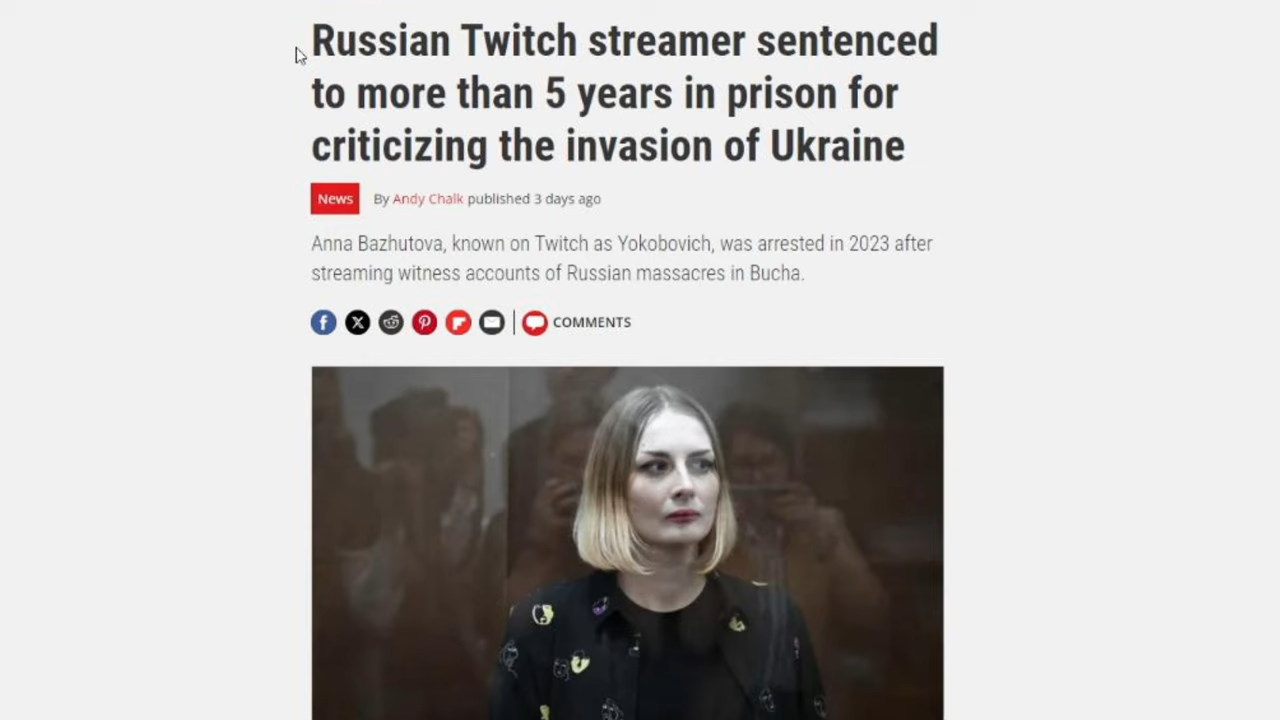 Russian Twitch streamer sentenced
to more than 5 years in prison for
criticizing the invasion of Ukraine
News By Andy Chalk published 3 days ago
Anna Bazhutova, known on Twitch as Yokobovich, was arrested in 2023 after
streaming witness accounts of Russian massacres in Bucha.
COMMENTS